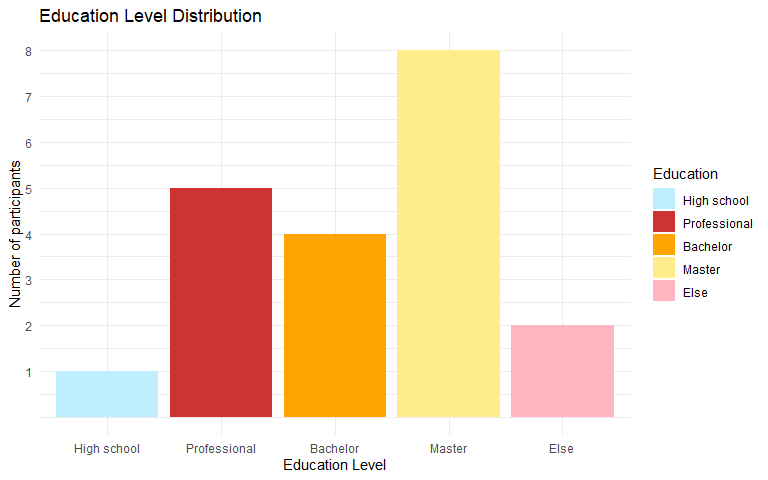 Education Level Distribution
Number of participants
8
7
6
5
4
3
2
1
High school
Professional
Bachelor
Master
Else
Education Level
Education
High school
Professional
Bachelor
Master
Else